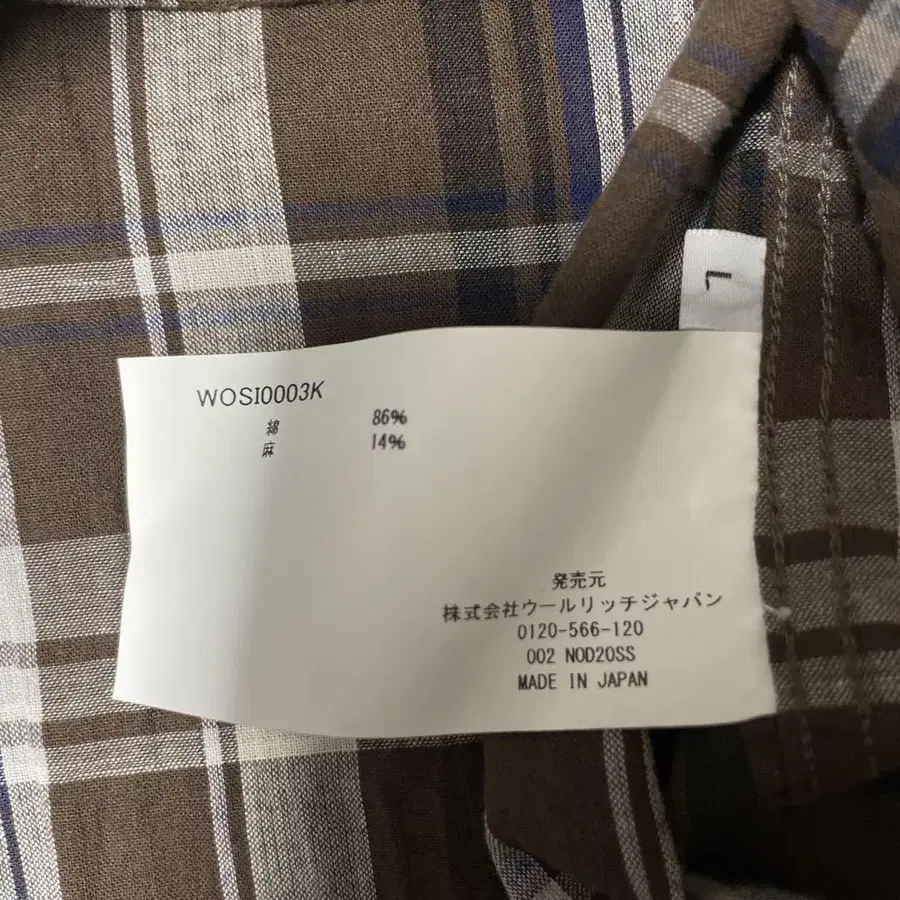 L
WOSI0003K
綿 86%
麻 14%
発売元
株式会社ウールリッチジャパン
0120-566-120
002 NOD20SS
MADE IN JAPAN